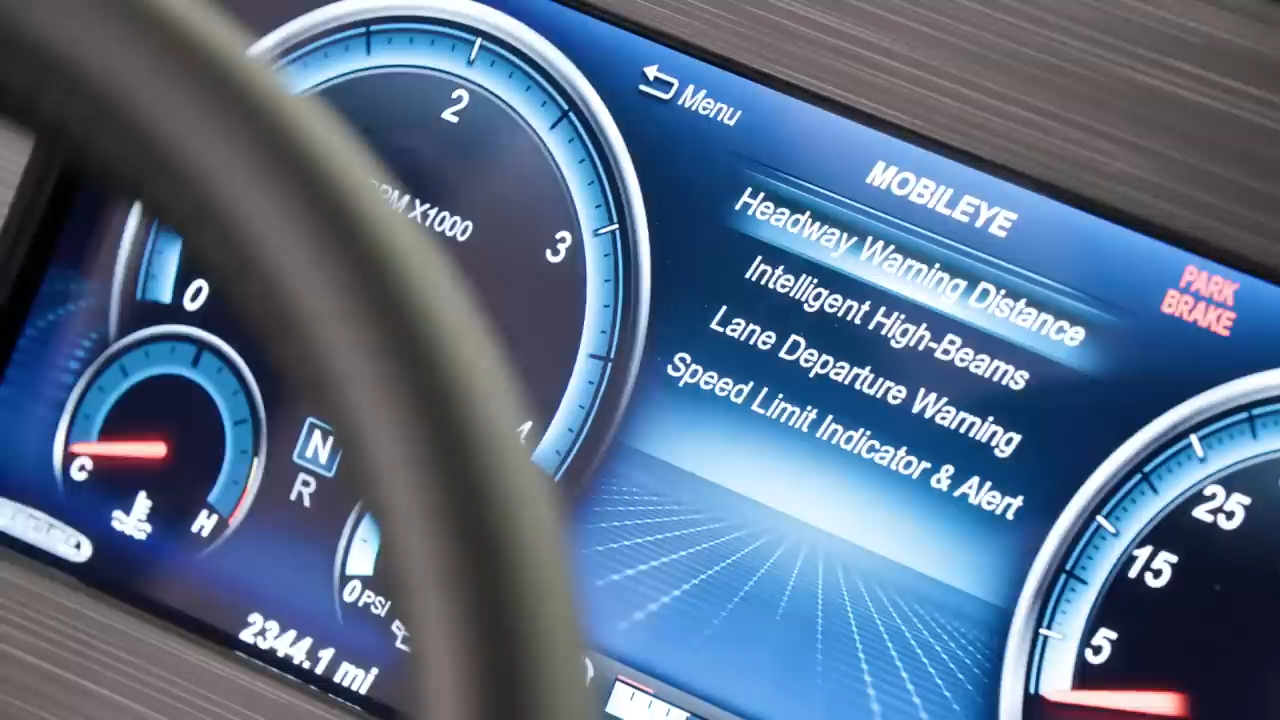 2
RPM X1000
3
4
0
C
H
N
R
0 PSI
2344.1 mi
Menu
MOBILEYE
Headway Warning Distance
Intelligent High-Beams
Lane Departure Warning
Speed Limit Indicator & Alert
PARK
BRAKE
25
15
5